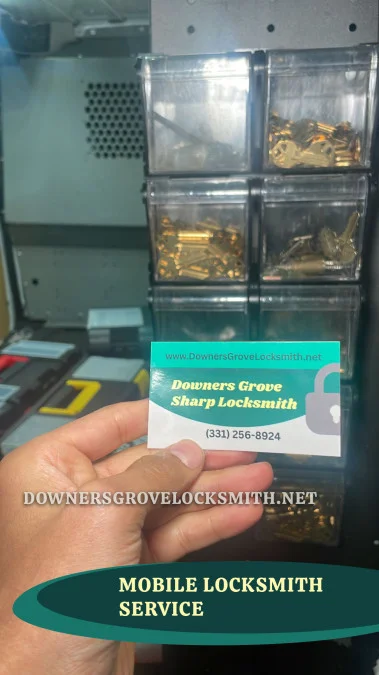 www.DownersGroveLocksmith.net
Downers Grove
Sharp Locksmith
(331) 256-8924
DOWNERSGROVELOCKSMITH.NET
MOBILE LOCKSMITH
SERVICE